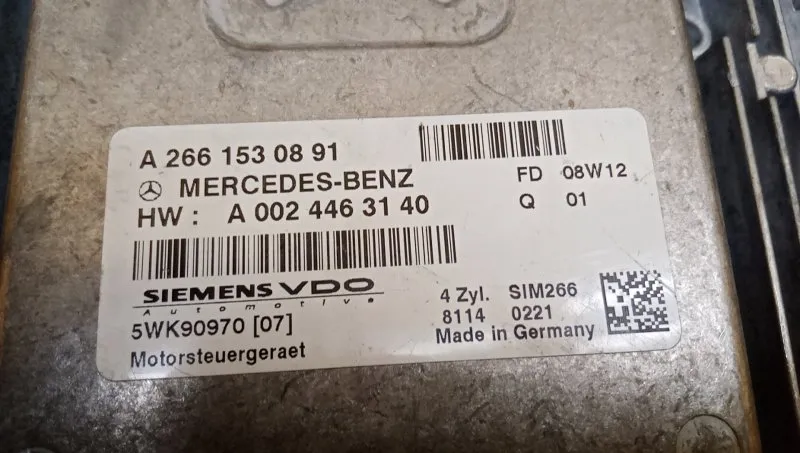 A 266 153 08 91
MERCEDES-BENZ
FD 08W12
HW : A 002 446 31 40
Q 01
SIEMENS VDO
Automotive
4 Zyl. SIM266
5WK90970 [07]
8114 0221
Motorsteuergeraet
Made in Germany